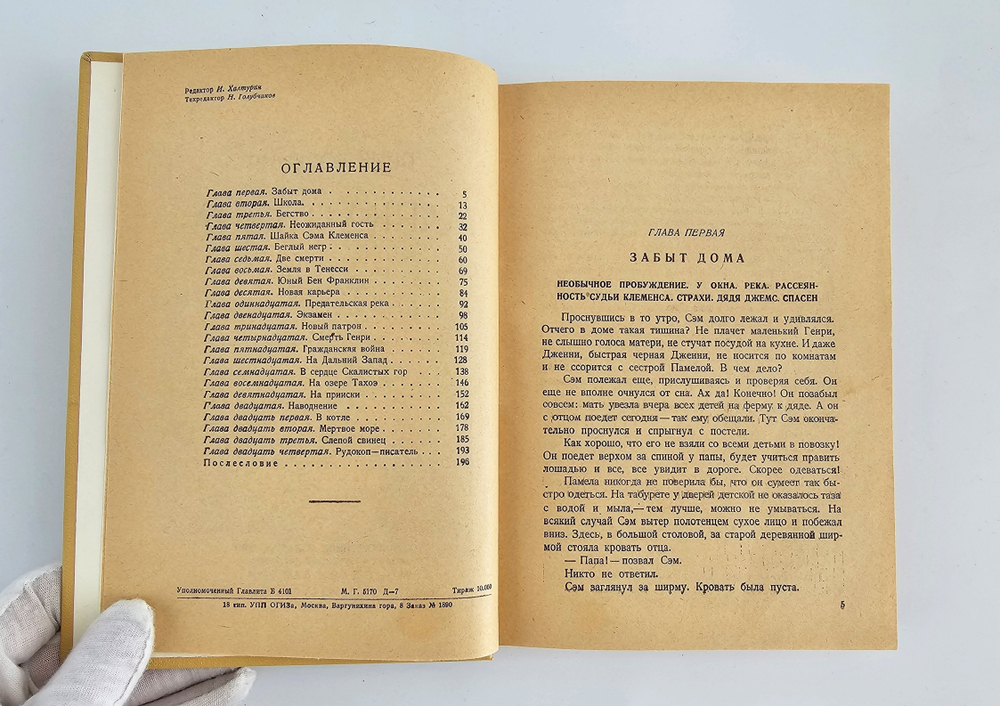 Редактор И. Халтурин
Техредактор Н. Голубчиков
ОГЛАВЛЕНИЕ
Глава первая. Забыт дома . . . . . . . . . . 5
Глава вторая. Школа. . . . . . . . . . . . 13
Глава третья. Бегство . . . . . . . . . . . 22
Глава четвертая. Неожиданный гость . . . . . . 32
Глава пятая. Шайка Сэма Клеменса . . . . . . . 40
Глава шестая. Беглый негр . . . . . . . . . . 50
Глава седьмая. Две смерти . . . . . . . . . . 60
Глава восьмая. Земля в Тенесси . . . . . . . . 69
Глава девятая. Юный Бен Франклин . . . . . . . 75
Глава десятая. Новая карьера . . . . . . . . . 84
Глава одиннадцатая. Предательская река . . . . . 92
Глава двенадцатая. Экзамен . . . . . . . . . 98
Глава тринадцатая. Новый патрон . . . . . . . . 105
Глава четырнадцатая. Смерть Генри . . . . . . . 114
Глава пятнадцатая. Гражданская война . . . . . . 119
Глава шестнадцатая. На Дальний Запад . . . . . . 128
Глава семнадцатая. В сердце Скалистых гор . . . . 138
Глава восемнадцатая. На озере Тахоэ . . . . . . 146
Глава девятнадцатая. На прииски . . . . . . . . 152
Глава двадцатая. Наводнение . . . . . . . . . 162
Глава двадцать первая. В котле . . . . . . . . 169
Глава двадцать вторая. Мертвое море . . . . . . . 178
Глава двадцать третья. Слепой свинец . . . . . . 185
Глава двадцать четвертая. Рудокоп—писатель . . . 193
Послесловие . . . . . . . . . . . . . . . 196
Уполномоченный Главлита Б 4101 М. Г. 5170 Д—7 Тираж 10.000
18 тип. УПП ОГИЗа, Москва, Варгунихина гора, 8 Заказ № 1890
ГЛАВА ПЕРВАЯ
ЗАБЫТ ДОМА
НЕОБЫЧНОЕ ПРОБУЖДЕНИЕ. У ОКНА. РЕКА. РАССЕЯН-
НОСТЬ СУДЬИ КЛЕМЕНСА. СТРАХИ. ДЯДЯ ДЖЕМС. СПАСЕН
Проснувшись в то утро, Сэм долго лежал и удивлялся.
Отчего в доме такая тишина? Не плачет маленький Генри,
не слышно голоса матери, не стучат посудой на кухне. И даже
Дженни, быстрая черная Дженни, не носится по комнатам
и не ссорится с сестрой Памелой. В чем дело?
Сэм полежал еще, прислушиваясь и проверяя себя. Он
еще не вполне очнулся от сна. Ах да! Конечно! Он позабыл
совсем: мать увезла вчера всех детей на ферму к дяде. А он
с отцом поедет сегодня — так ему обещали. Тут Сэм оконча-
тельно проснулся и спрыгнул с постели.
Как хорошо, что его не взяли со всеми детьми в повозку!
Он поедет верхом за спиной у папы, будет учиться править
лошадью и все, все увидит в дороге. Скорее одеваться!
Памела никогда не поверила бы, что он сумеет так бы-
стро одеться. На табурете у дверей детской не оказалось таза
с водой и мыла,— тем лучше, можно не умываться. На
всякий случай Сэм вытер полотенцем сухое лицо и побежал
вниз. Здесь, в большой столовой, за старой деревянной шир-
мой стояла кровать отца.
— Папа! — позвал Сэм.
Никто не ответил.
Сэм заглянул за ширму. Кровать была пуста.
5